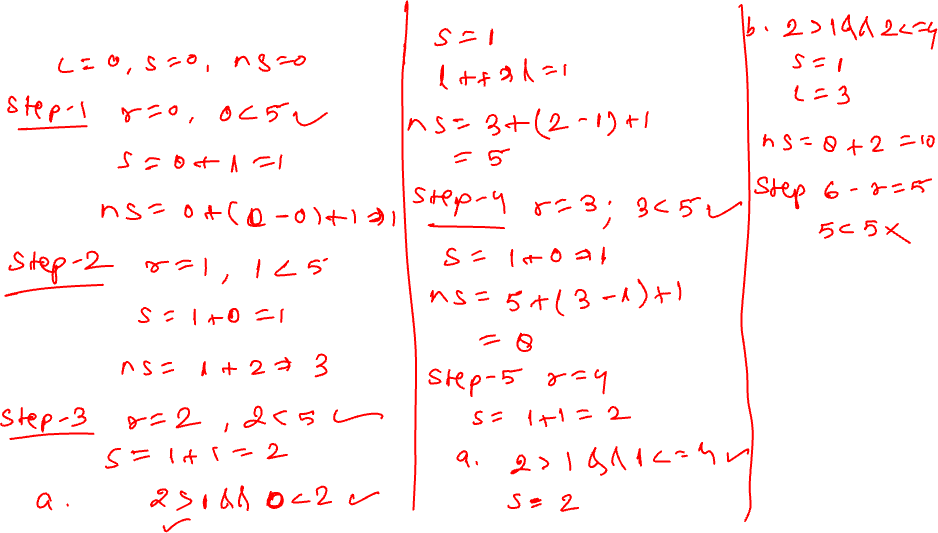 L=0, S=0, ns=0
Step-1 r=0, 0<5 ✓
S=0+1=1
ns= 0+(0-0)+1⇒1
Step-2 r=1, 1<5
S=1+0=1
ns= 1+2⇒3
Step-3 r=2, 2<5 ✓
S=1+1=2
a. 2>1&& 0<2 ✓
S=1
l++⇒l=1
ns= 3+(2-1)+1
= 5
Step-4 r=3; 3<5 ✓
S= 1+0⇒1
ns= 5+(3-1)+1
= 8
Step-5 r=4
S= 1+1=2
a. 2>1&&1<=4 ✓
S=2
b. 2>1&&2<=4
S=1
L=3
ns=8+2=10
Step 6-r=5
5<5 ✗